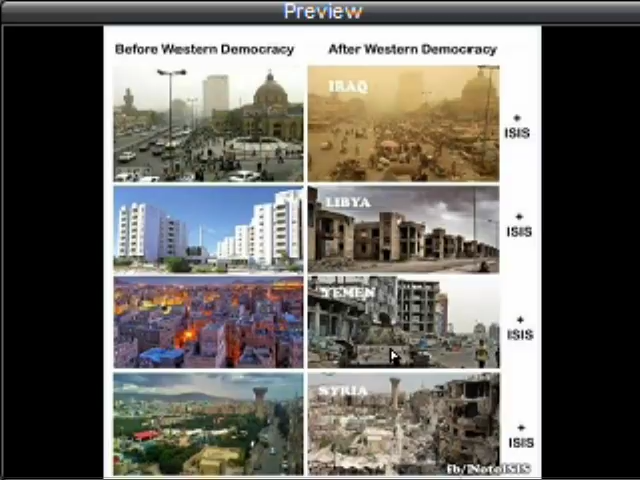 Preview
Before Western Democracy
After Western Democracy
IRAQ
+
ISIS
LIBYA
+
ISIS
YEMEN
+
ISIS
SYRIA
+
ISIS
fb/NotoISIS